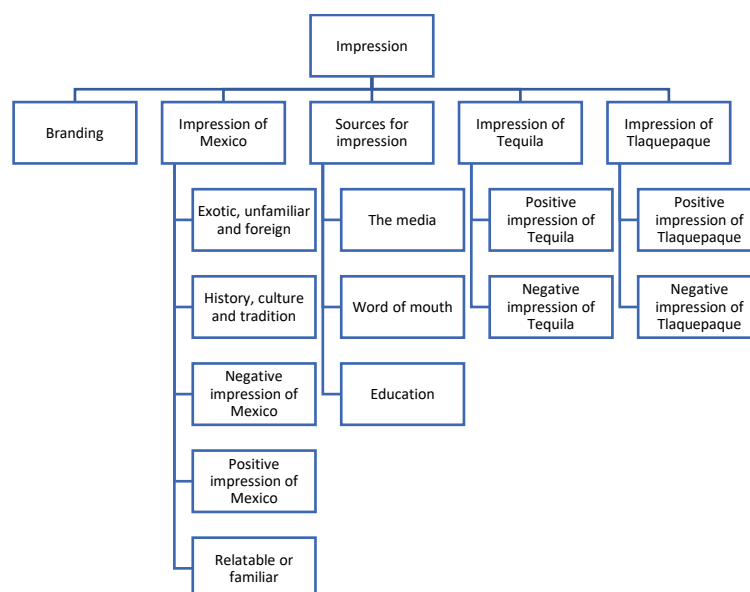 Impression
Branding
Impression of
Mexico
Sources for
impression
Impression of
Tequila
Impression of
Tlaquepaque
Exotic, unfamiliar
and foreign
History, culture
and tradition
Negative
impression of
Mexico
Positive
impression of
Mexico
Relatable or
familiar
The media
Word of mouth
Education
Positive
impression of
Tequila
Negative
impression of
Tequila
Positive
impression of
Tlaquepaque
Negative
impression of
Tlaquepaque